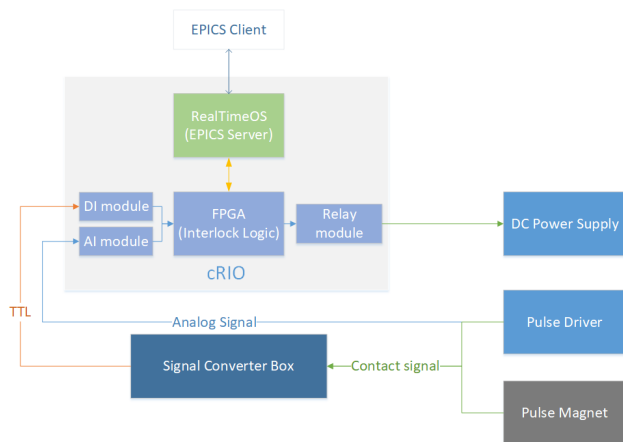 EPICS Client
RealTimeOS
(EPICS Server)
DI module
AI module
FPGA
(Interlock Logic)
Relay
module
DC Power Supply
cRIO
TTL
Analog Signal
Pulse Driver
Signal Converter Box
Contact signal
Pulse Magnet